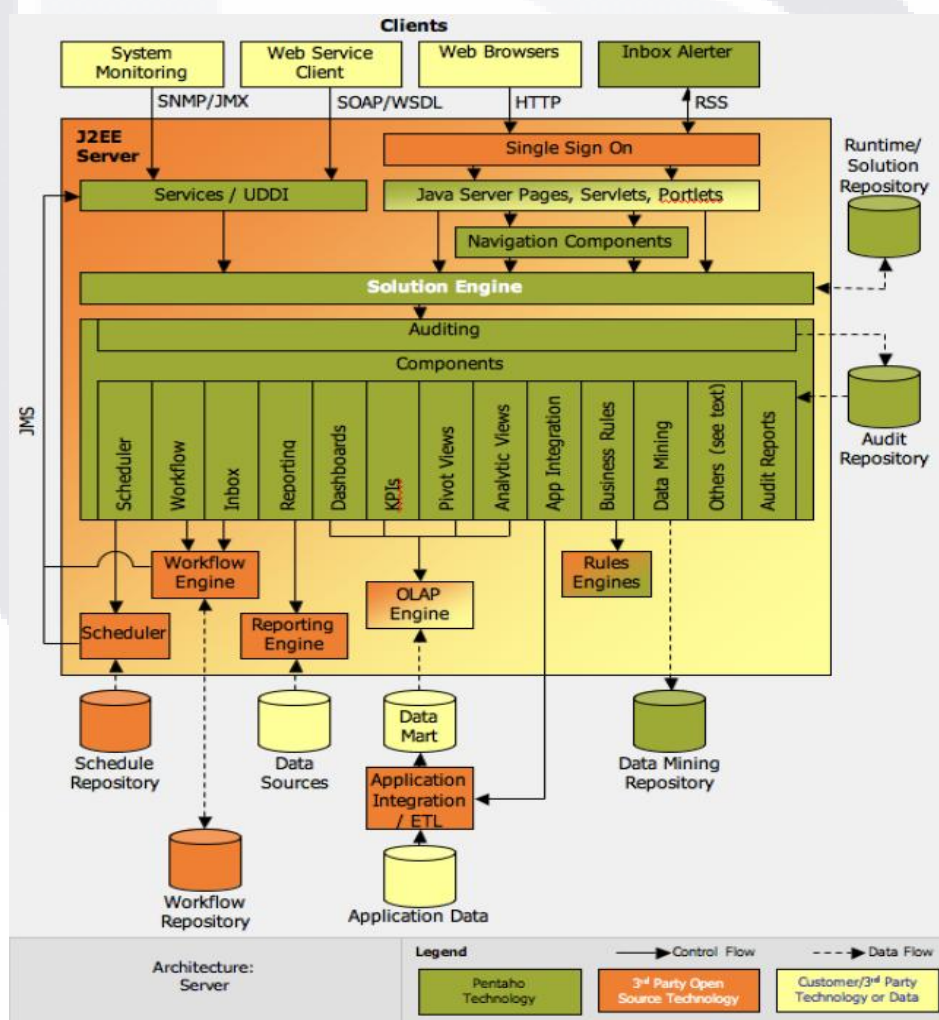 Clients
System
Monitoring
Web Service
Client
Web Browsers
Inbox Alerter
SNMP/JMX
SOAP/WSDL
HTTP
RSS
J2EE
Server
Single Sign On
Runtime/
Solution
Repository
Services / UDDI
Java Server Pages, Servlets, Portlets
Navigation Components
Solution Engine
Auditing
Components
JMS
Scheduler
Workflow
Inbox
Reporting
Dashboards
KPIs
Pivot Views
Analytic Views
App Integration
Business Rules
Data Mining
Others (see text)
Audit Reports
Audit
Repository
Workflow
Engine
Rules
Engines
OLAP
Engine
Scheduler
Reporting
Engine
Schedule
Repository
Data
Sources
Data
Mart
Data Mining
Repository
Application
Integration
/ ETL
Workflow
Repository
Application Data
Architecture:
Server
Legend
Control Flow
Data Flow
Pentaho
Technology
3rd Party Open
Source Technology
Customer/3rd Party
Technology or Data